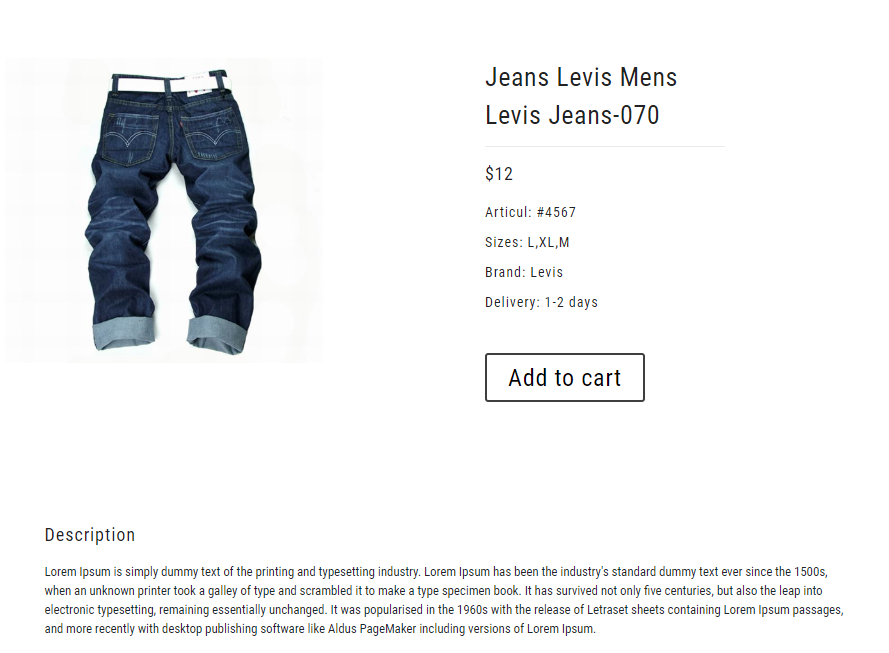 Jeans Levis Mens
Levis Jeans-070
$12
Articul: #4567
Sizes: L,XL,M
Brand: Levis
Delivery: 1-2 days
Add to cart
Description
Lorem Ipsum is simply dummy text of the printing and typesetting industry. Lorem Ipsum has been the industry's standard dummy text ever since the 1500s,
when an unknown printer took a galley of type and scrambled it to make a type specimen book. It has survived not only five centuries, but also the leap into
electronic typesetting, remaining essentially unchanged. It was popularised in the 1960s with the release of Letraset sheets containing Lorem Ipsum passages,
and more recently with desktop publishing software like Aldus PageMaker including versions of Lorem Ipsum.